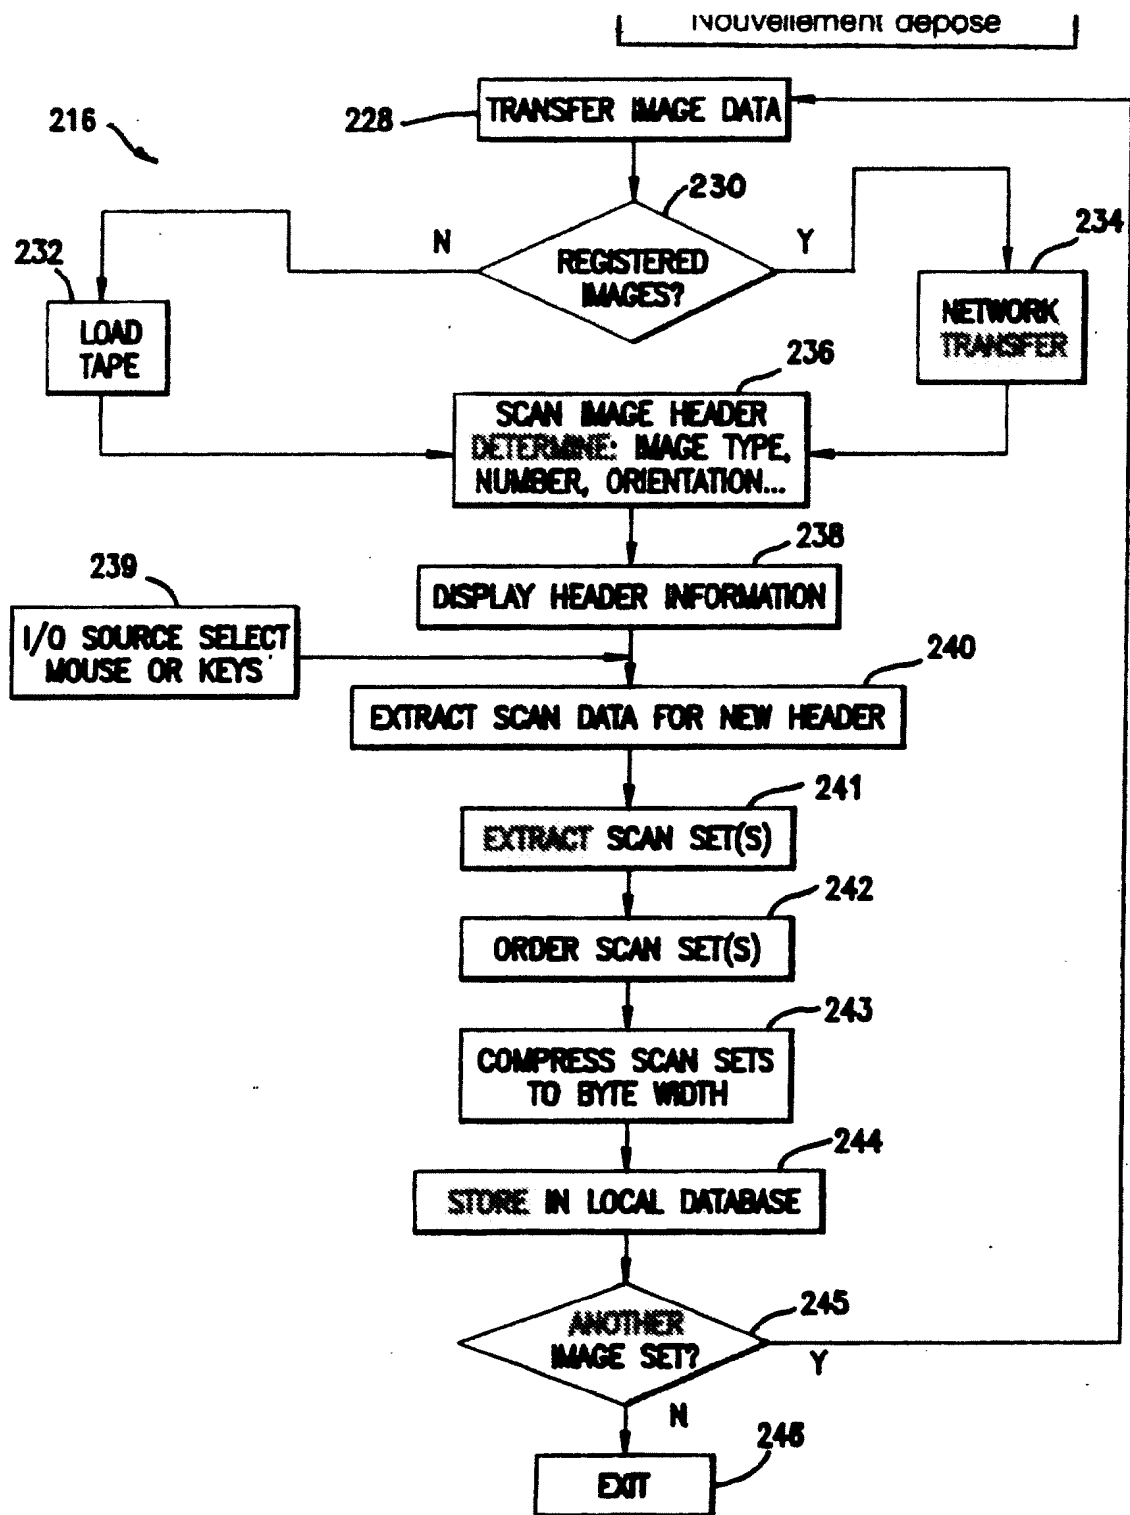 Nouvellement déposé
TRANSFER IMAGE DATA
228
216
230
N
Y
REGISTERED
IMAGES?
232
234
LOAD
TAPE
NETWORK
TRANSFER
236
SCAN IMAGE HEADER
DETERMINE: IMAGE TYPE,
NUMBER, ORIENTATION...
238
DISPLAY HEADER INFORMATION
239
I/O SOURCE SELECT
MOUSE OR KEYS
240
EXTRACT SCAN DATA FOR NEW HEADER
241
EXTRACT SCAN SET(S)
242
ORDER SCAN SET(S)
243
COMPRESS SCAN SETS
TO BYTE WIDTH
244
STORE IN LOCAL DATABASE
245
ANOTHER
IMAGE SET?
Y
N
246
EXIT